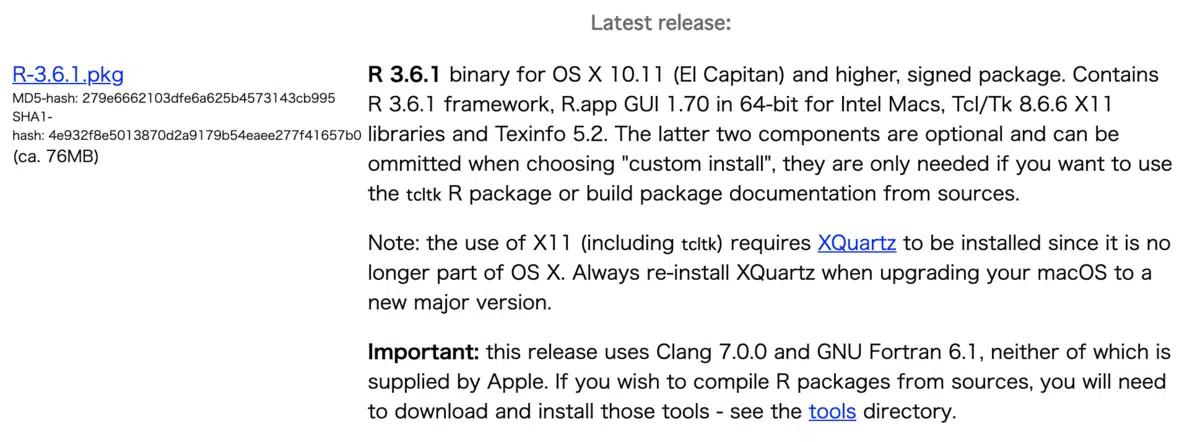 Latest release:
R-3.6.1.pkg
MD5-hash: 279e6662103dfe6a625b4573143cb995
SHA1-
hash: 4e932f8e5013870d2a9179b54eaee277f41657b0
(ca. 76MB)
R 3.6.1 binary for OS X 10.11 (El Capitan) and higher, signed package. Contains
R 3.6.1 framework, R.app GUI 1.70 in 64-bit for Intel Macs, Tcl/Tk 8.6.6 X11
libraries and Texinfo 5.2. The latter two components are optional and can be
ommitted when choosing "custom install", they are only needed if you want to use
the tcltk R package or build package documentation from sources.
Note: the use of X11 (including tcltk) requires XQuartz to be installed since it is no
longer part of OS X. Always re-install XQuartz when upgrading your macOS to a
new major version.
Important: this release uses Clang 7.0.0 and GNU Fortran 6.1, neither of which is
supplied by Apple. If you wish to compile R packages from sources, you will need
to download and install those tools - see the tools directory.